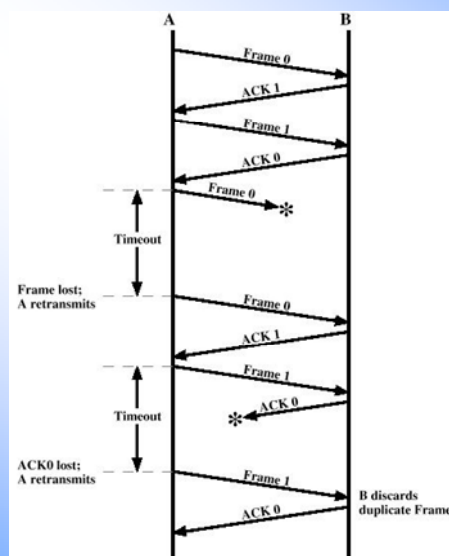 A B
Frame 0
ACK 1
Frame 1
ACK 0
Frame 0
*
Timeout
Frame lost;
A retransmits
Frame 0
ACK 1
Frame 1
ACK 0
*
Timeout
ACK0 lost;
A retransmits
Frame 1
B discards
duplicate Frame
ACK 0